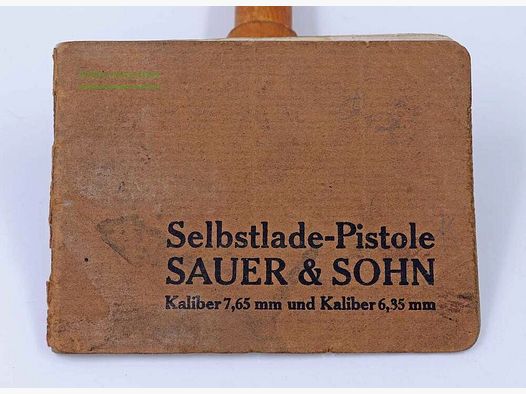 Selbstlade-Pistole
SAUER & SOHN
Kaliber 7,65 mm und Kaliber 6,35 mm